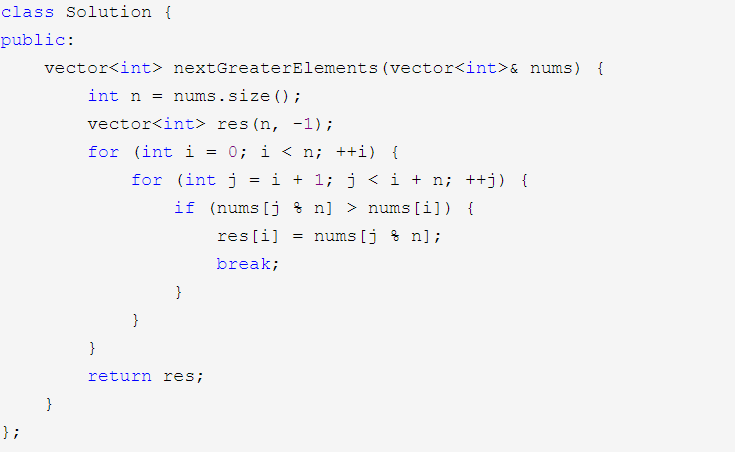 class Solution {
public:
    vector<int> nextGreaterElements(vector<int>& nums) {
        int n = nums.size();
        vector<int> res(n, -1);
        for (int i = 0; i < n; ++i) {
            for (int j = i + 1; j < i + n; ++j) {
                if (nums[j % n] > nums[i]) {
                    res[i] = nums[j % n];
                    break;
                }
            }
        }
        return res;
    }
};